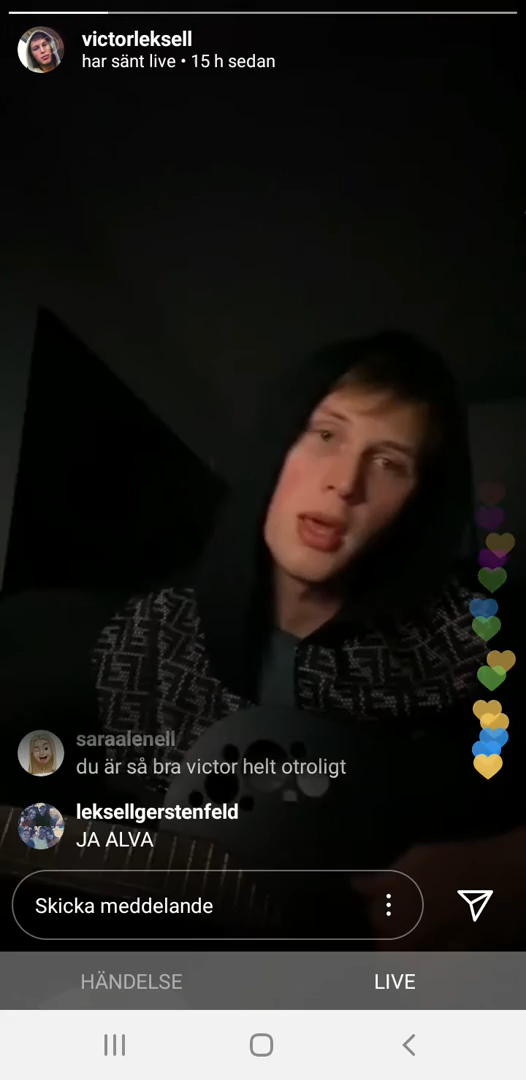 victorleksell
har sänt live • 15 h sedan
saraalenell
du är så bra victor helt otroligt
leksellgerstenfeld
JA ALVA
Skicka meddelande
HÄNDELSE
LIVE